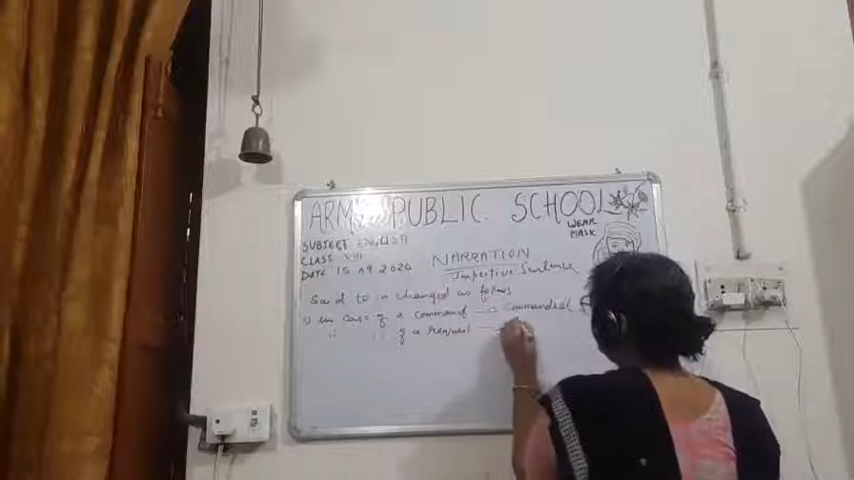 ARMY PUBLIC SCHOOL
WEAR
MASK
SUBJECT ENGLISH
CLASS VIII
DATE 15.09.2020
NARRATION
Imperative Sentence
Said to is changed as follows
in case of a command → commanded
" " of a request